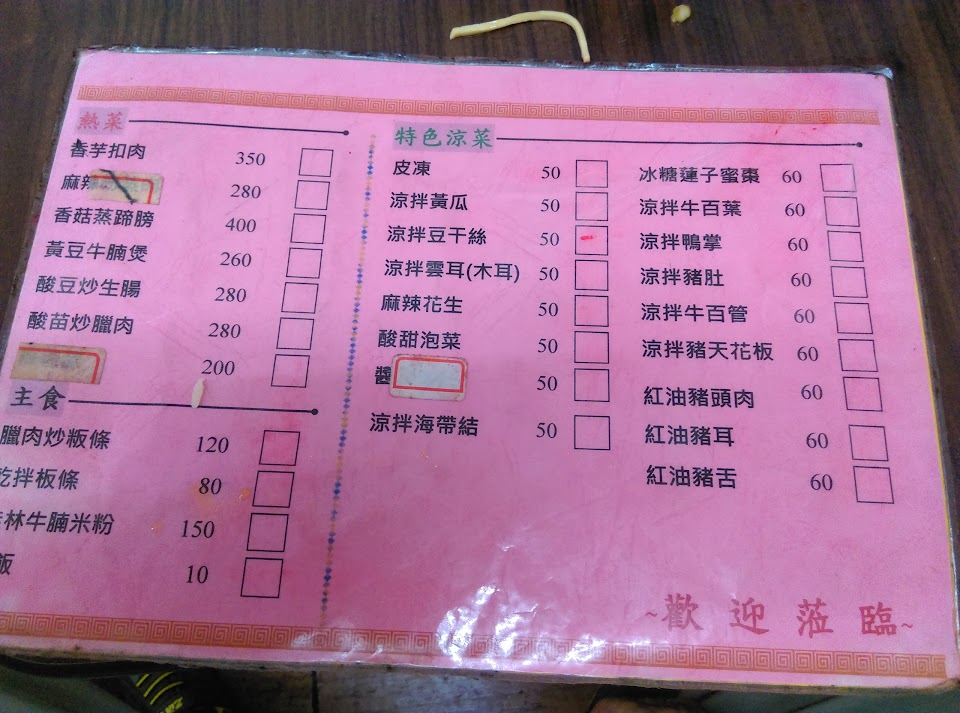 熱菜
香芋扣肉 350
麻辣 280
香菇蒸蹄膀 400
黃豆牛腩煲 260
酸豆炒生腸 280
酸苗炒臘肉 280
200
主食
臘肉炒粄條 120
乾拌板條 80
林牛腩米粉 150
飯 10
特色涼菜
皮凍 50
涼拌黃瓜 50
涼拌豆干絲 50
涼拌雲耳(木耳) 50
麻辣花生 50
酸甜泡菜 50
醬 50
涼拌海帶結 50
冰糖蓮子蜜棗 60
涼拌牛百葉 60
涼拌鴨掌 60
涼拌豬肚 60
涼拌牛百管 60
涼拌豬天花板 60
紅油豬頭肉 60
紅油豬耳 60
紅油豬舌 60
~歡迎蒞臨~